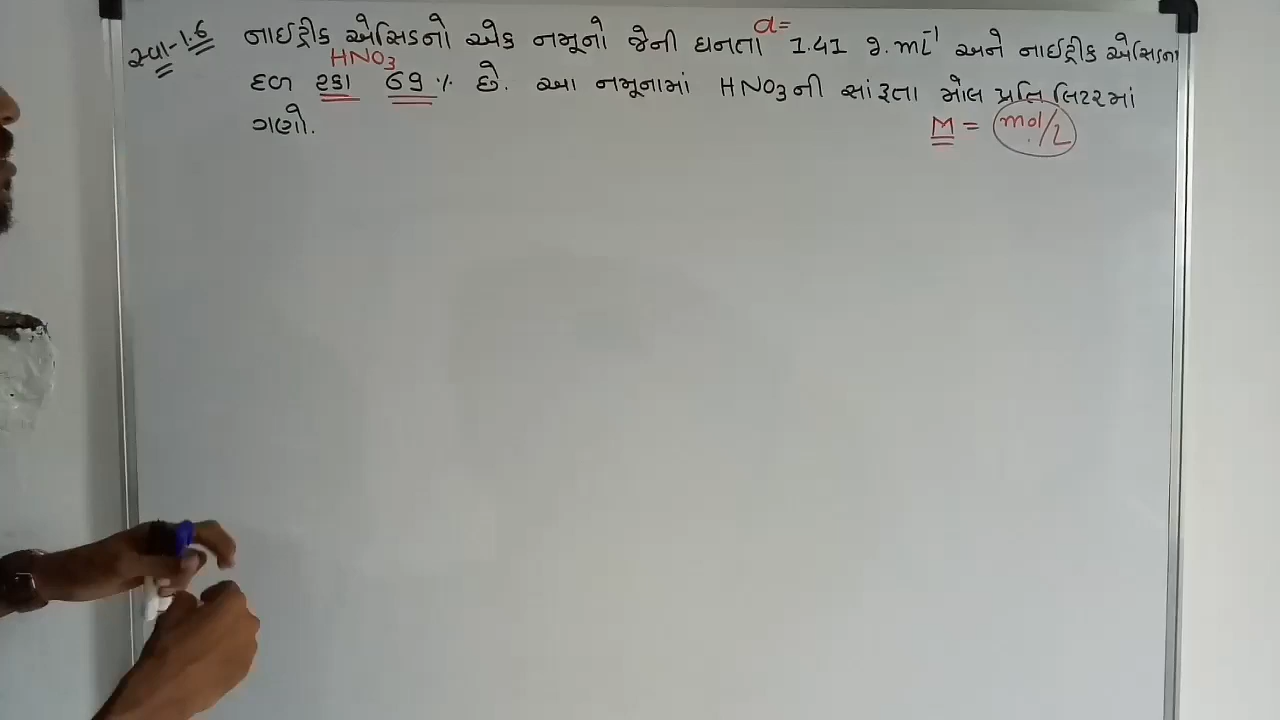 સ્વા-1.6 નાઈટ્રીક એસિડનો એક નમૂનો જેની ઘનતા 1.41 ગ્રા. mL⁻¹ અને નાઈટ્રીક એસિડના
d=
HNO3
દળ ટકા 69 % છે. આ નમૂનામાં HNO3ની સાંદ્રતા મોલ પ્રતિ લિટરમાં
ગણો.
M = mol/L